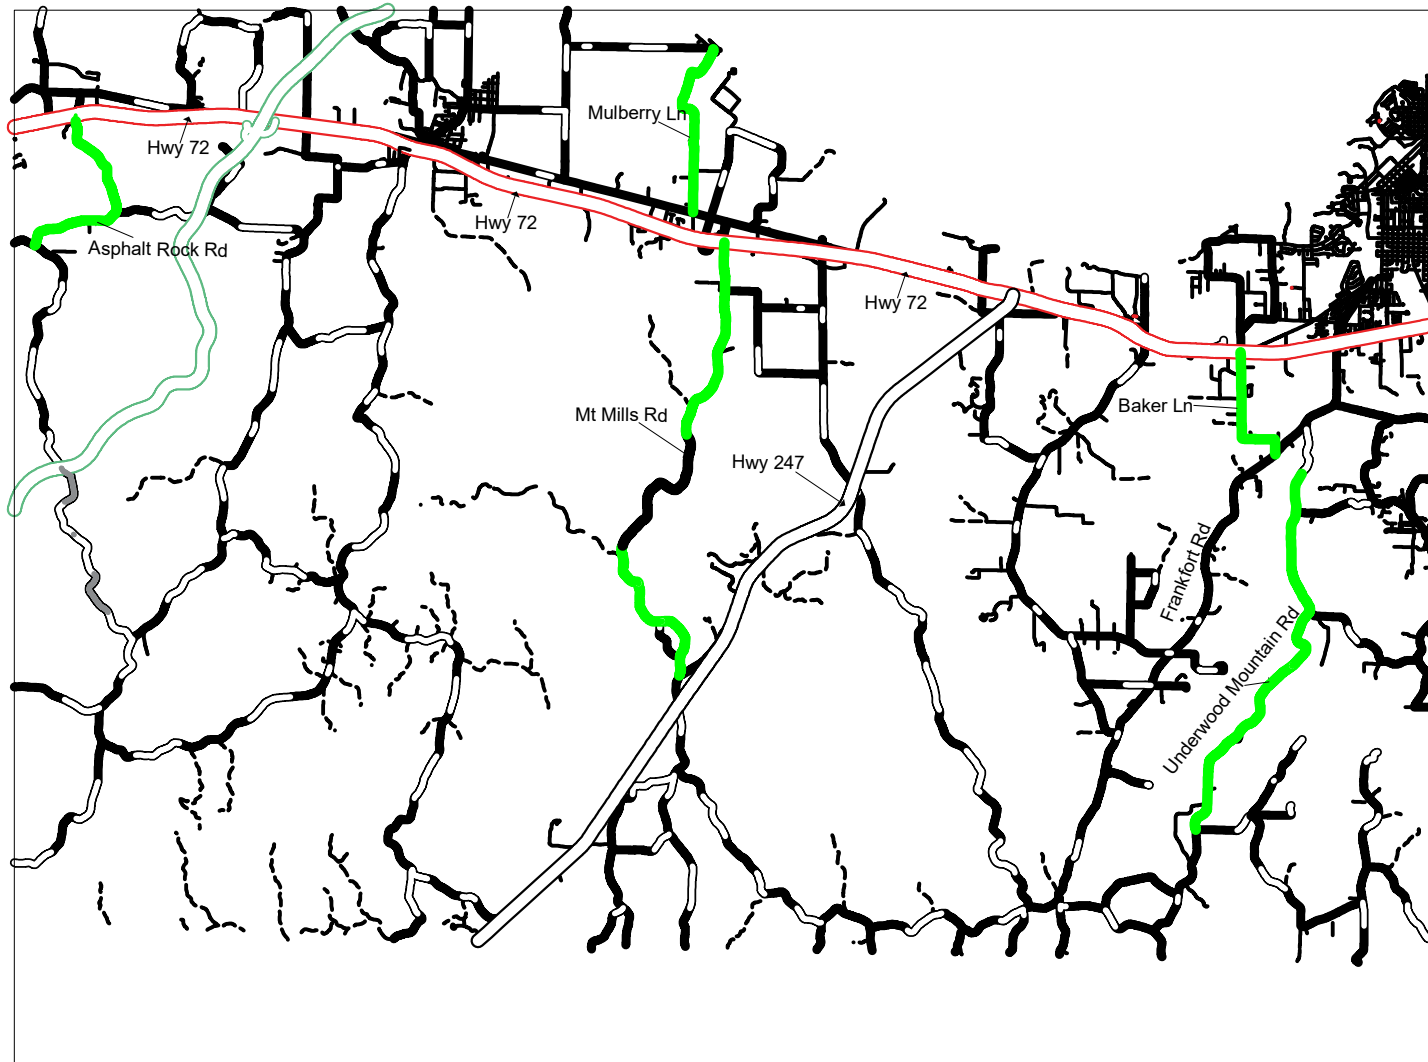 Mulberry Ln
Hwy 72
Hwy 72
Asphalt Rock Rd
Hwy 72
Baker Ln
Mt Mills Rd
Hwy 247
Frankfort Rd
Underwood Mountain Rd